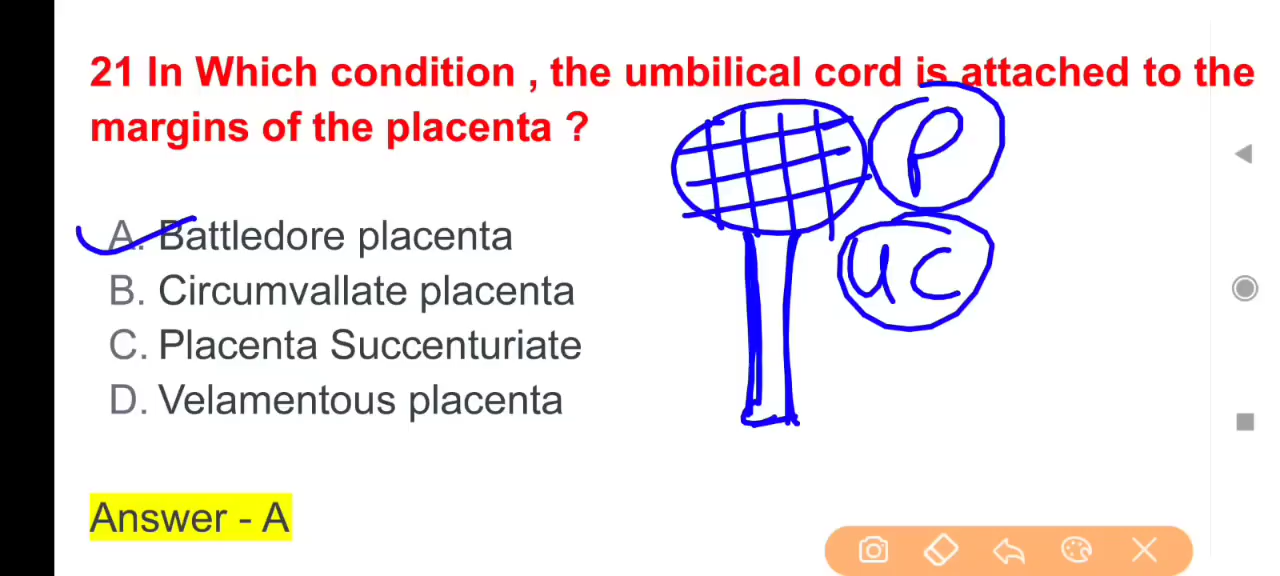 21 In Which condition , the umbilical cord is attached to the
margins of the placenta ?
P
UC
A. Battledore placenta
B. Circumvallate placenta
C. Placenta Succenturiate
D. Velamentous placenta
Answer - A